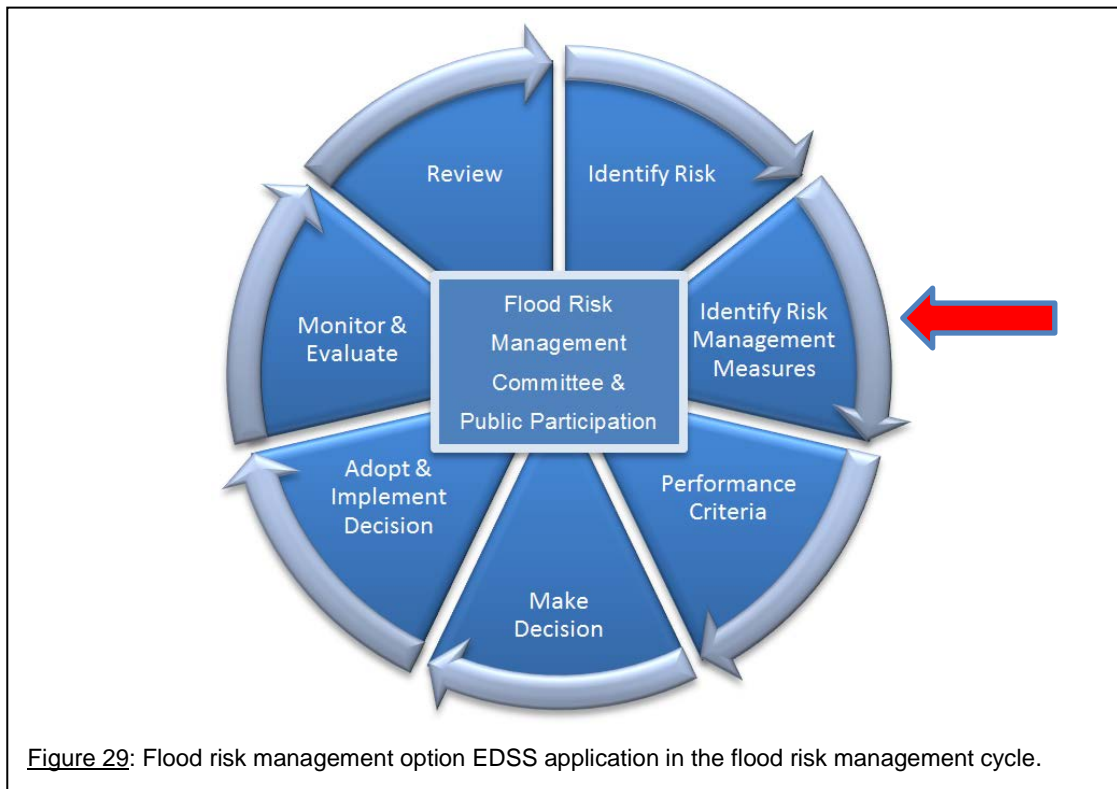 Review
Identify Risk
Monitor &
Evaluate
Flood Risk
Management
Committee &
Public Participation
Identify Risk
Management
Measures
Adopt &
Implement
Decision
Performance
Criteria
Make
Decision
Figure 29: Flood risk management option EDSS application in the flood risk management cycle.